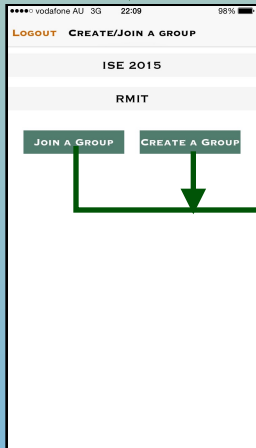 ●●●●○ vodafone AU 3G 22:09 98%
LOGOUT CREATE/JOIN A GROUP
ISE 2015
RMIT
JOIN A GROUP CREATE A GROUP